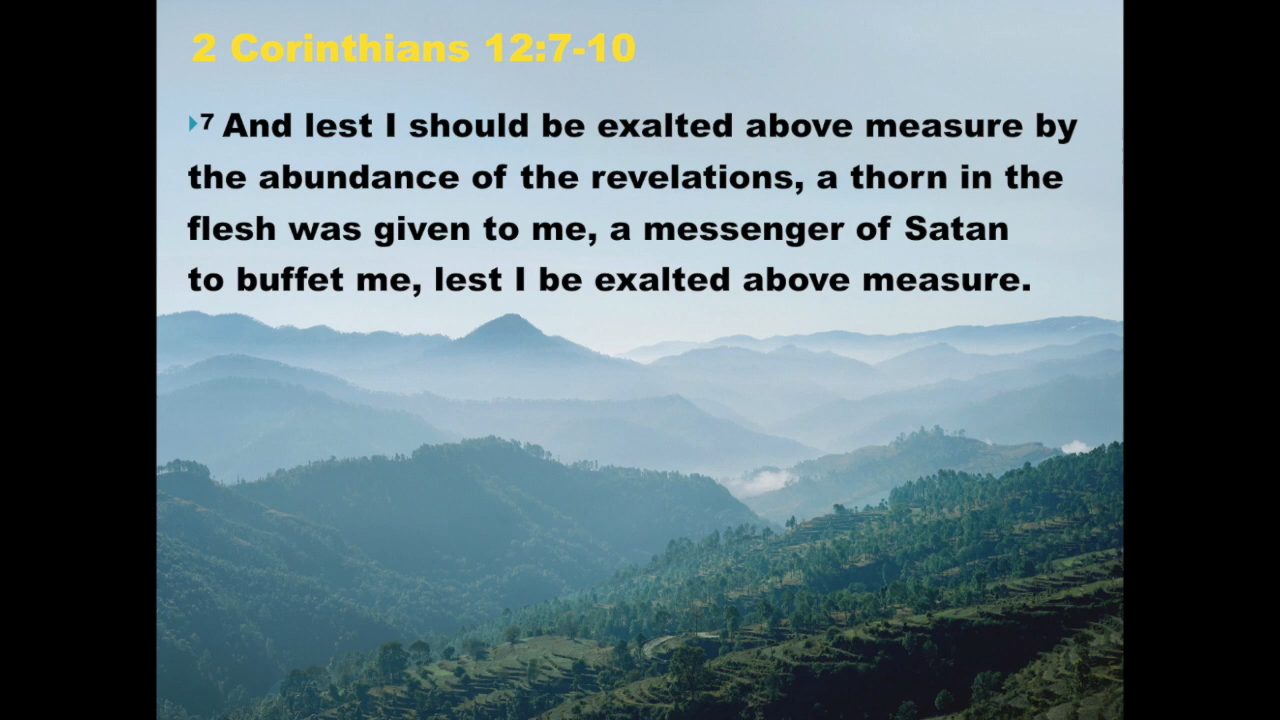 2 Corinthians 12:7-10
7 And lest I should be exalted above measure by
the abundance of the revelations, a thorn in the
flesh was given to me, a messenger of Satan
to buffet me, lest I be exalted above measure.